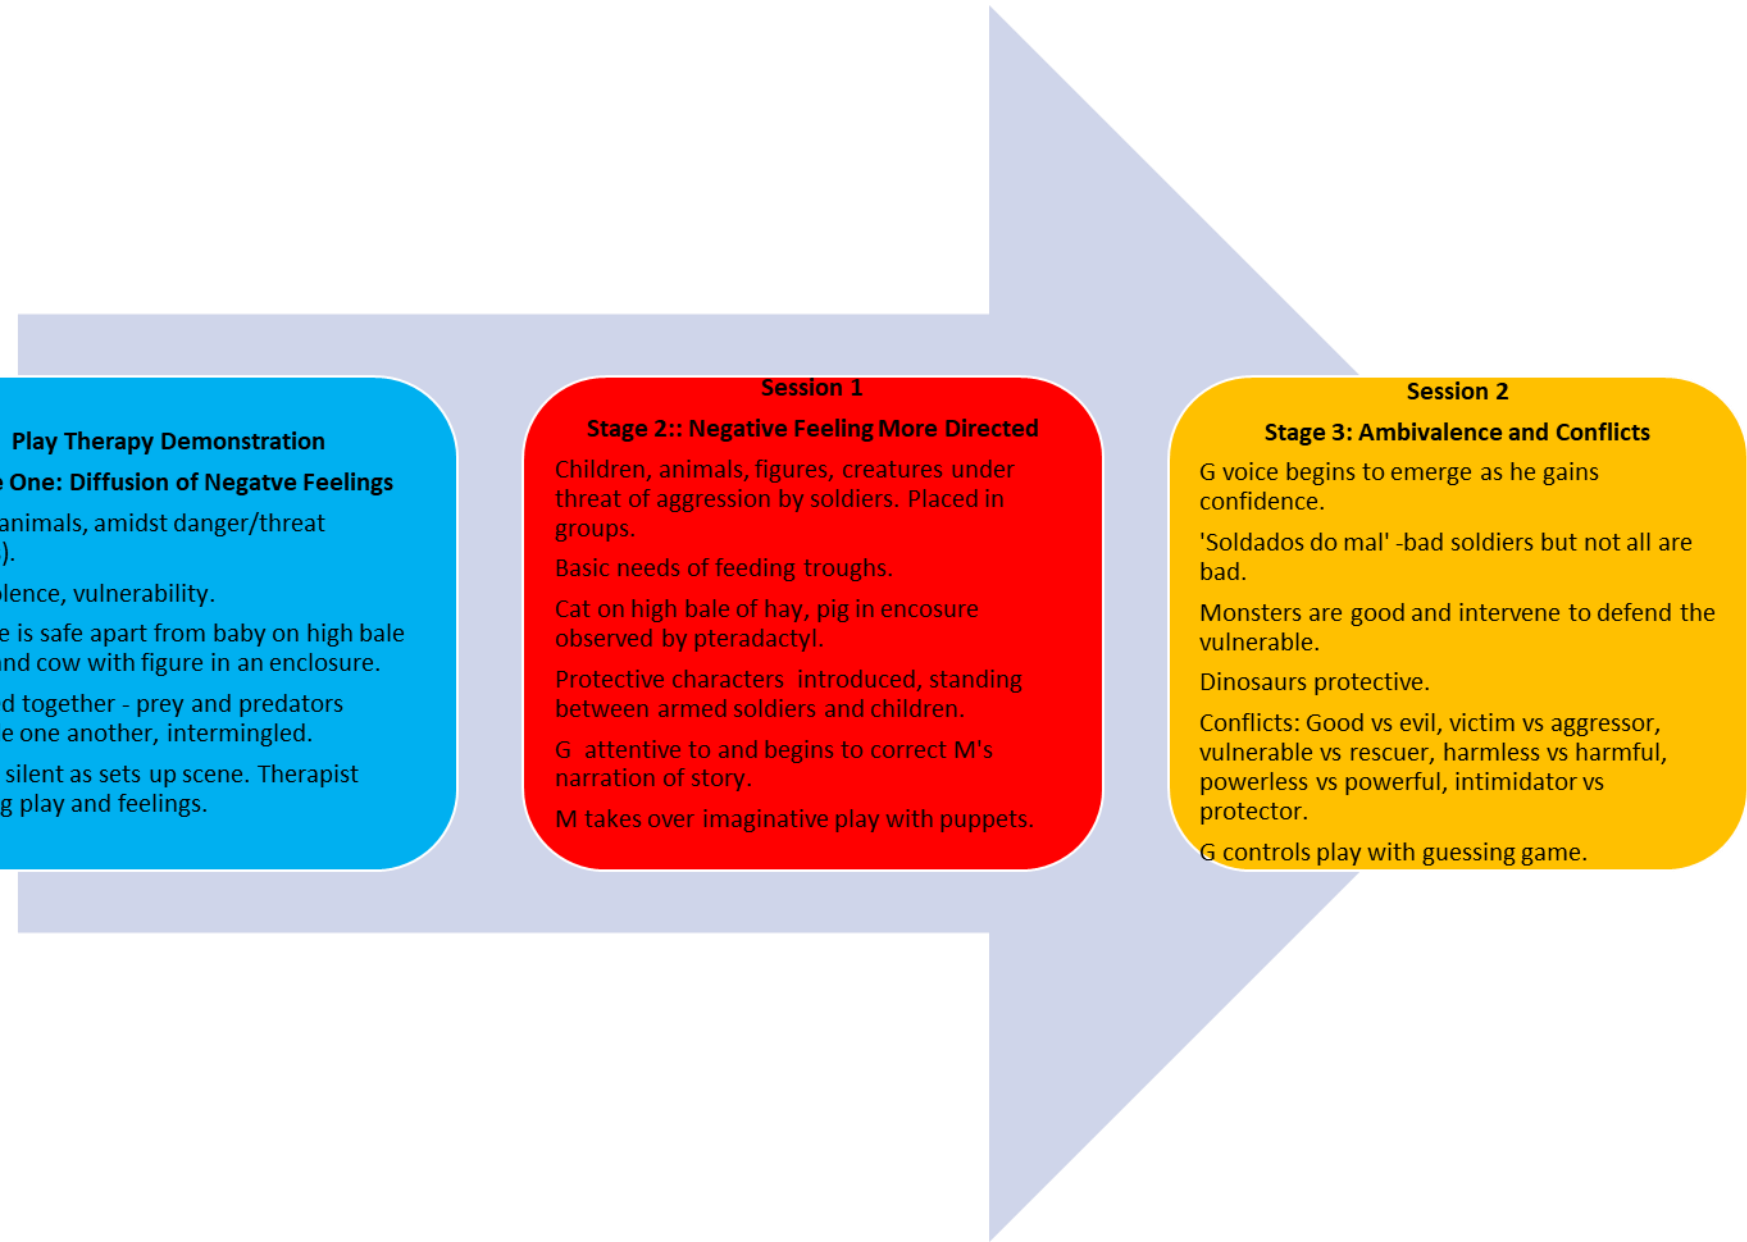 Play Therapy Demonstration
e One: Diffusion of Negatve Feelings
animals, amidst danger/threat
).
lence, vulnerability.
e is safe apart from baby on high bale
and cow with figure in an enclosure.
d together - prey and predators
e one another, intermingled.
silent as sets up scene. Therapist
g play and feelings.
Session 1
Stage 2:: Negative Feeling More Directed
Children, animals, figures, creatures under
threat of aggression by soldiers. Placed in
groups.
Basic needs of feeding troughs.
Cat on high bale of hay, pig in encosure
observed by pteradactyl.
Protective characters introduced, standing
between armed soldiers and children.
G attentive to and begins to correct M's
narration of story.
M takes over imaginative play with puppets.
Session 2
Stage 3: Ambivalence and Conflicts
G voice begins to emerge as he gains
confidence.
'Soldados do mal' -bad soldiers but not all are
bad.
Monsters are good and intervene to defend the
vulnerable.
Dinosaurs protective.
Conflicts: Good vs evil, victim vs aggressor,
vulnerable vs rescuer, harmless vs harmful,
powerless vs powerful, intimidator vs
protector.
G controls play with guessing game.